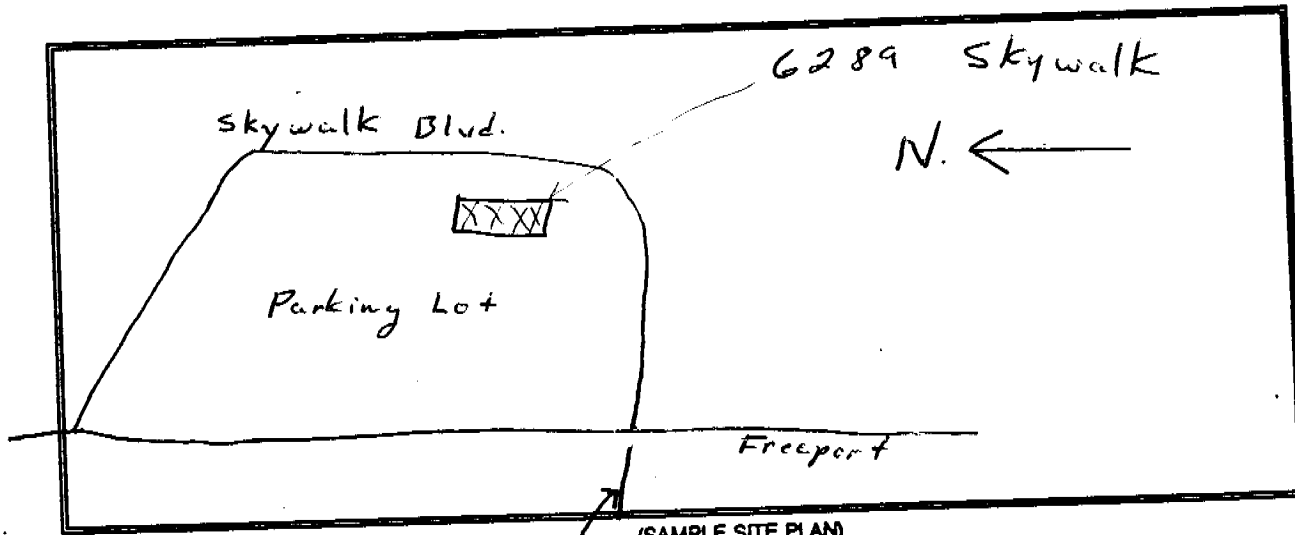 6289 Skywalk
Skywalk Blvd.
N.
XXXX
Parking Lot
Freeport
(SAMPLE SITE PLAN)